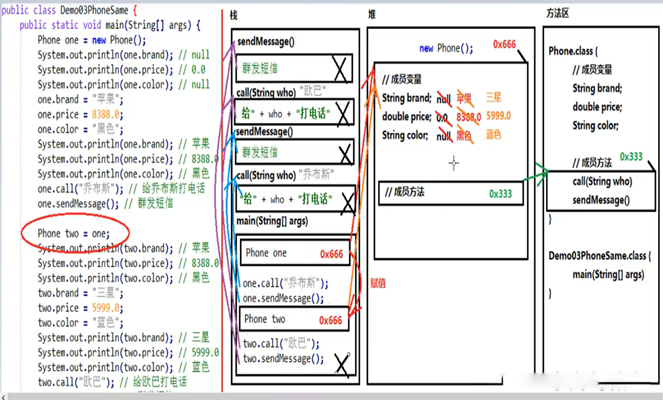 public class Demo03PhoneSame {
public static void main(String[] args) {
Phone one = new Phone();
System.out.println(one.brand); // null
System.out.println(one.price); // 0.0
System.out.println(one.color); // null
one.brand = "苹果";
one.price = 8388.0;
one.color = "黑色";
System.out.println(one.brand); // 苹果
System.out.println(one.price); // 8388.0
System.out.println(one.color); // 黑色
one.call("乔布斯"); // 给乔布斯打电话
one.sendMessage(); // 群发短信
Phone two = one;
System.out.println(two.brand); // 苹果
System.out.println(two.price); // 8388.0
System.out.println(two.color); // 黑色
two.brand = "三星";
two.price = 5999.0;
two.color = "蓝色";
System.out.println(two.brand); // 三星
System.out.println(two.price); // 5999.0
System.out.println(two.color); // 蓝色
two.call("欧巴"); // 给欧巴打电话
栈
sendMessage()
群发短信
call(String who) "欧巴"
给" + who + "打电话"
sendMessage()
群发短信
call(String who) "乔布斯"
"给" + who + "打电话"
main(String[] args)
Phone one 0x666
one.call("乔布斯");
one.sendMessage();
Phone two 0x666
two.call("欧巴");
two.sendMessage();
堆
new Phone(); 0x666
// 成员变量
String brand; null 苹果 三星
double price; 0.0 8388.0 5999.0
String color; null 黑色 蓝色
// 成员方法 0x333
赋值
方法区
Phone.class {
// 成员变量
String brand;
double price;
String color;
// 成员方法 0x333
call(String who)
sendMessage()
}
Demo03PhoneSame.class {
main(String[] args)
}